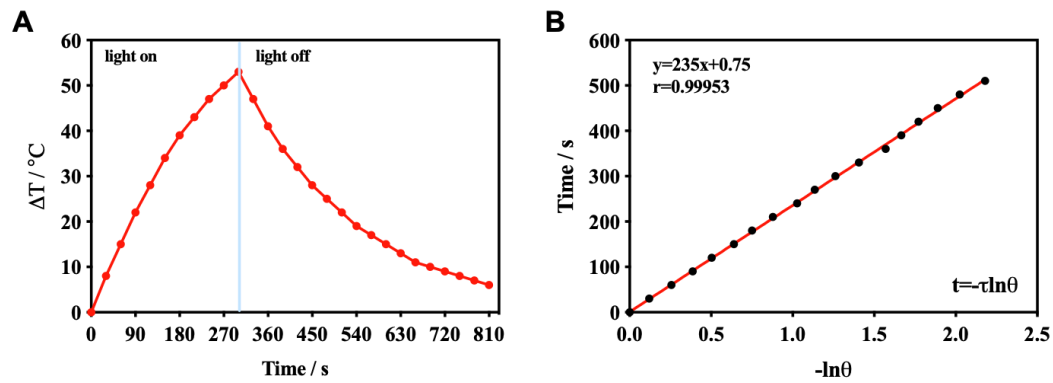 A
60
50
40
30
20
10
0
ΔT / °C
light on
light off
0 90 180 270 360 450 540 630 720 810
Time / s
B
600
500
400
300
200
100
0
Time / s
y=235x+0.75
r=0.99953
t=-τlnθ
0.0 0.5 1.0 1.5 2.0 2.5
-lnθ